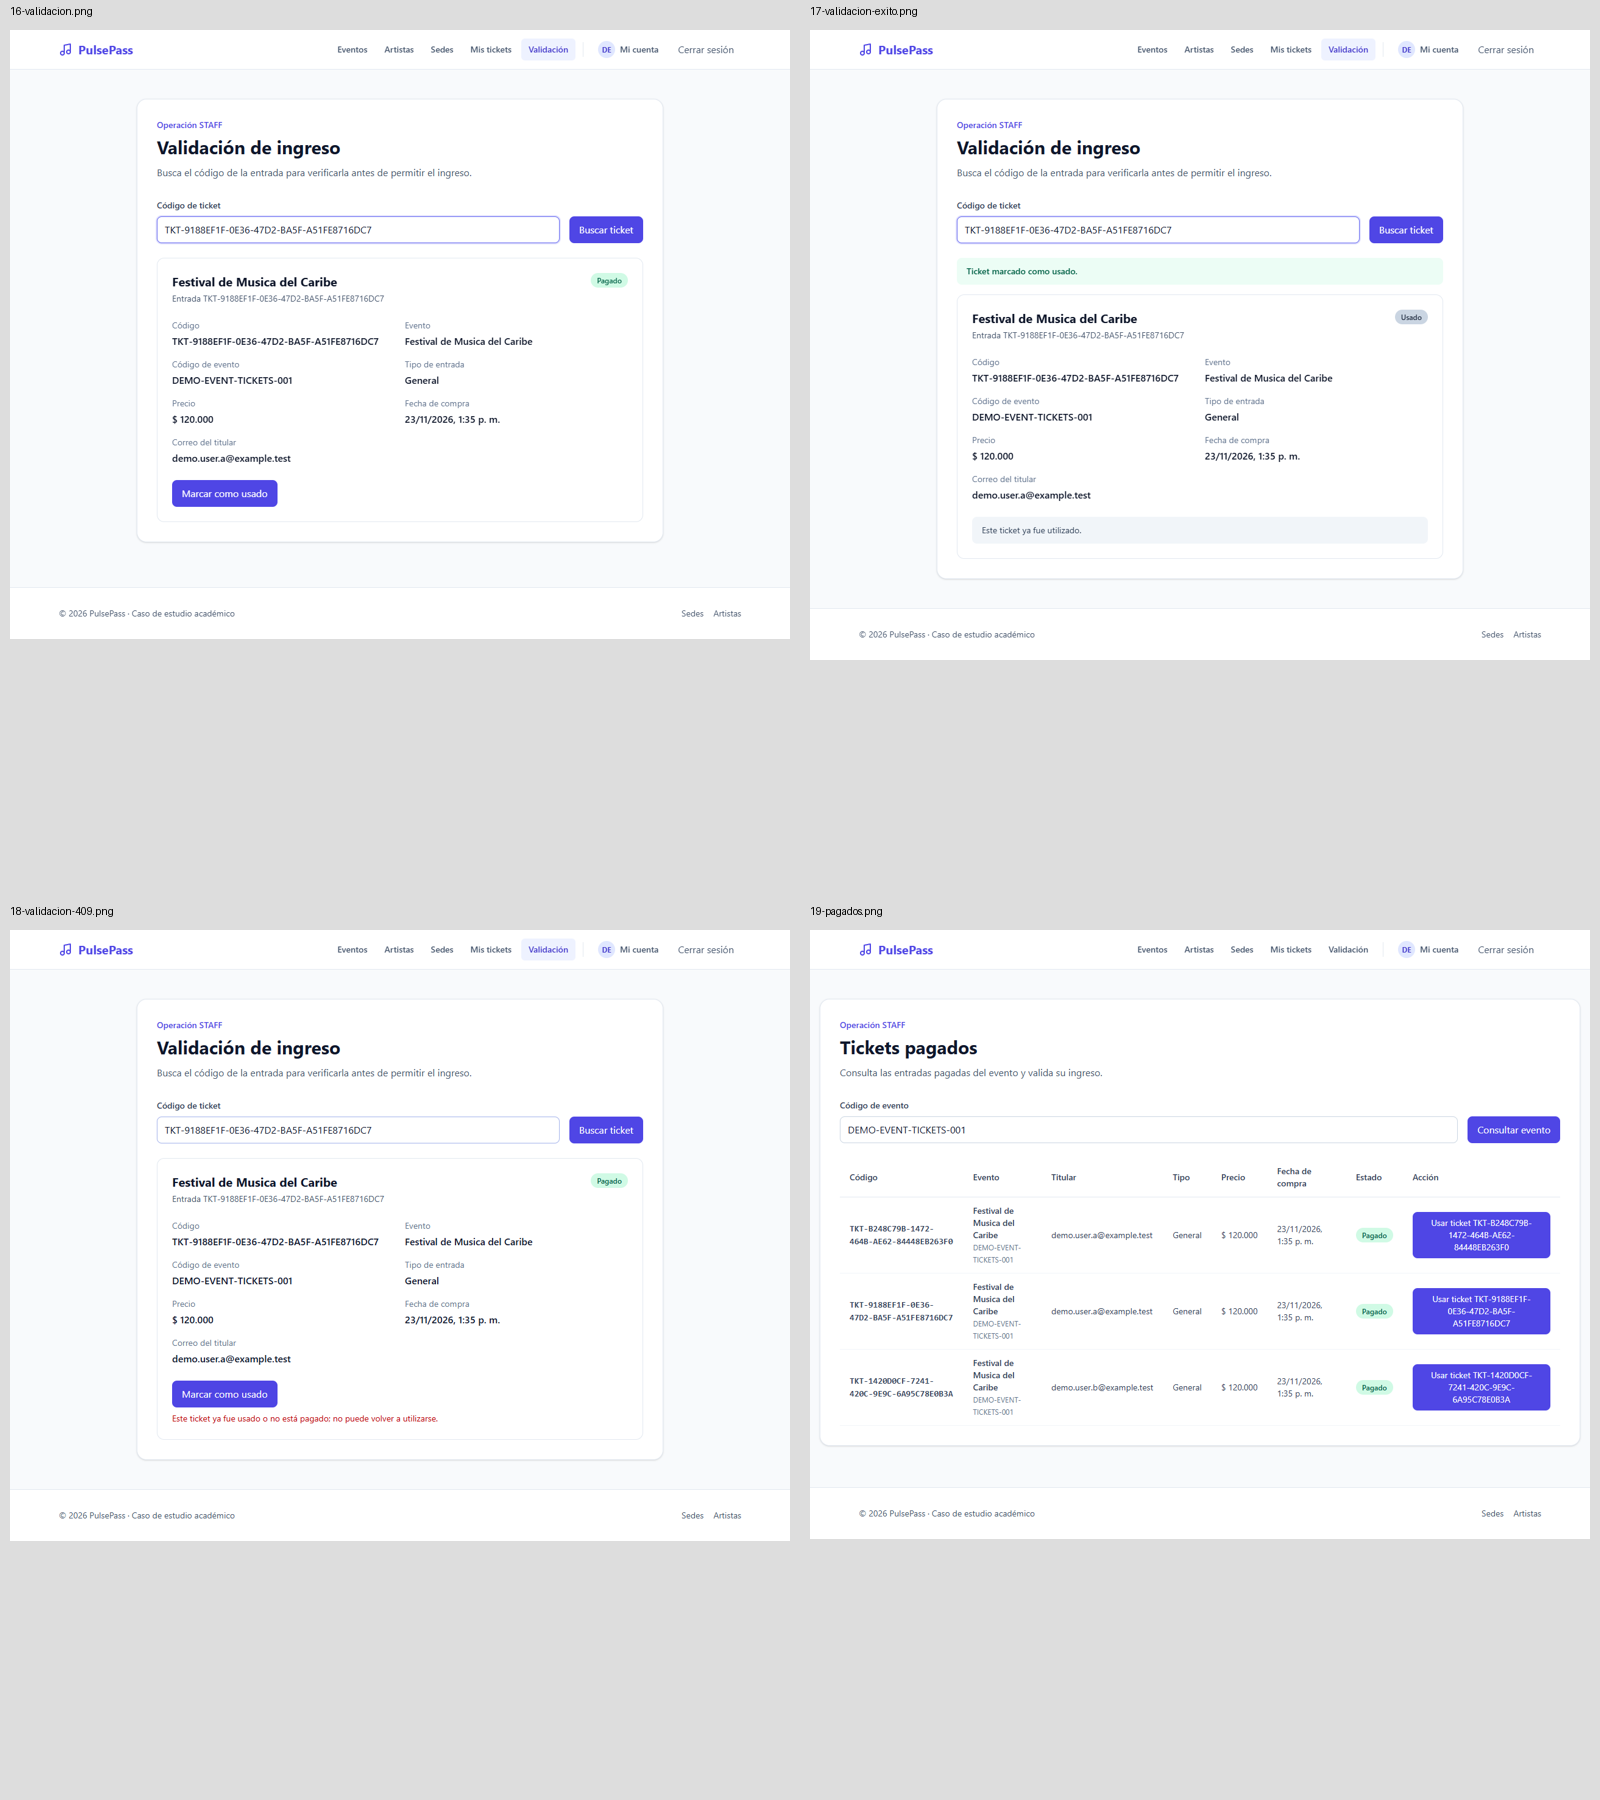 16-validacion.png
PulsePass
Eventos Artistas Sedes Mis tickets Validación DE Mi cuenta Cerrar sesión
Operación STAFF
Validación de ingreso
Busca el código de la entrada para verificarla antes de permitir el ingreso.
Código de ticket
TKT-9188EF1F-0E36-47D2-BA5F-A51FE8716DC7 Buscar ticket
Festival de Musica del Caribe Pagado
Entrada TKT-9188EF1F-0E36-47D2-BA5F-A51FE8716DC7
Código Evento
TKT-9188EF1F-0E36-47D2-BA5F-A51FE8716DC7 Festival de Musica del Caribe
Código de evento Tipo de entrada
DEMO-EVENT-TICKETS-001 General
Precio Fecha de compra
$ 120.000 23/11/2026, 1:35 p. m.
Correo del titular
demo.user.a@example.test
Marcar como usado
© 2026 PulsePass · Caso de estudio académico Sedes Artistas
17-validacion-exito.png
PulsePass
Eventos Artistas Sedes Mis tickets Validación DE Mi cuenta Cerrar sesión
Operación STAFF
Validación de ingreso
Busca el código de la entrada para verificarla antes de permitir el ingreso.
Código de ticket
TKT-9188EF1F-0E36-47D2-BA5F-A51FE8716DC7 Buscar ticket
Ticket marcado como usado.
Festival de Musica del Caribe Usado
Entrada TKT-9188EF1F-0E36-47D2-BA5F-A51FE8716DC7
Código Evento
TKT-9188EF1F-0E36-47D2-BA5F-A51FE8716DC7 Festival de Musica del Caribe
Código de evento Tipo de entrada
DEMO-EVENT-TICKETS-001 General
Precio Fecha de compra
$ 120.000 23/11/2026, 1:35 p. m.
Correo del titular
demo.user.a@example.test
Este ticket ya fue utilizado.
© 2026 PulsePass · Caso de estudio académico Sedes Artistas
18-validacion-409.png
PulsePass
Eventos Artistas Sedes Mis tickets Validación DE Mi cuenta Cerrar sesión
Operación STAFF
Validación de ingreso
Busca el código de la entrada para verificarla antes de permitir el ingreso.
Código de ticket
TKT-9188EF1F-0E36-47D2-BA5F-A51FE8716DC7 Buscar ticket
Festival de Musica del Caribe Pagado
Entrada TKT-9188EF1F-0E36-47D2-BA5F-A51FE8716DC7
Código Evento
TKT-9188EF1F-0E36-47D2-BA5F-A51FE8716DC7 Festival de Musica del Caribe
Código de evento Tipo de entrada
DEMO-EVENT-TICKETS-001 General
Precio Fecha de compra
$ 120.000 23/11/2026, 1:35 p. m.
Correo del titular
demo.user.a@example.test
Marcar como usado
Este ticket ya fue usado o no está pagado; no puede volver a utilizarse.
© 2026 PulsePass · Caso de estudio académico Sedes Artistas
19-pagados.png
PulsePass
Eventos Artistas Sedes Mis tickets Validación DE Mi cuenta Cerrar sesión
Operación STAFF
Tickets pagados
Consulta las entradas pagadas del evento y valida su ingreso.
Código de evento
DEMO-EVENT-TICKETS-001 Consultar evento
Código Evento Titular Tipo Precio Fecha de compra Estado Acción
TKT-B248C79B-1472-
464B-AE62-84448EB263F0
Festival de
Musica del
Caribe
DEMO-EVENT-
TICKETS-001
demo.user.a@example.test General $ 120.000
23/11/2026,
1:35 p. m.
Pagado
Usar ticket TKT-B248C79B-
1472-464B-AE62-
84448EB263F0
TKT-9188EF1F-0E36-
47D2-BA5F-A51FE8716DC7
Festival de
Musica del
Caribe
DEMO-EVENT-
TICKETS-001
demo.user.a@example.test General $ 120.000
23/11/2026,
1:35 p. m.
Pagado
Usar ticket TKT-9188EF1F-
0E36-47D2-BA5F-
A51FE8716DC7
TKT-1420D0CF-7241-
420C-9E9C-6A95C78E0B3A
Festival de
Musica del
Caribe
DEMO-EVENT-
TICKETS-001
demo.user.b@example.test General $ 120.000
23/11/2026,
1:35 p. m.
Pagado
Usar ticket TKT-1420D0CF-
7241-420C-9E9C-
6A95C78E0B3A
© 2026 PulsePass · Caso de estudio académico Sedes Artistas